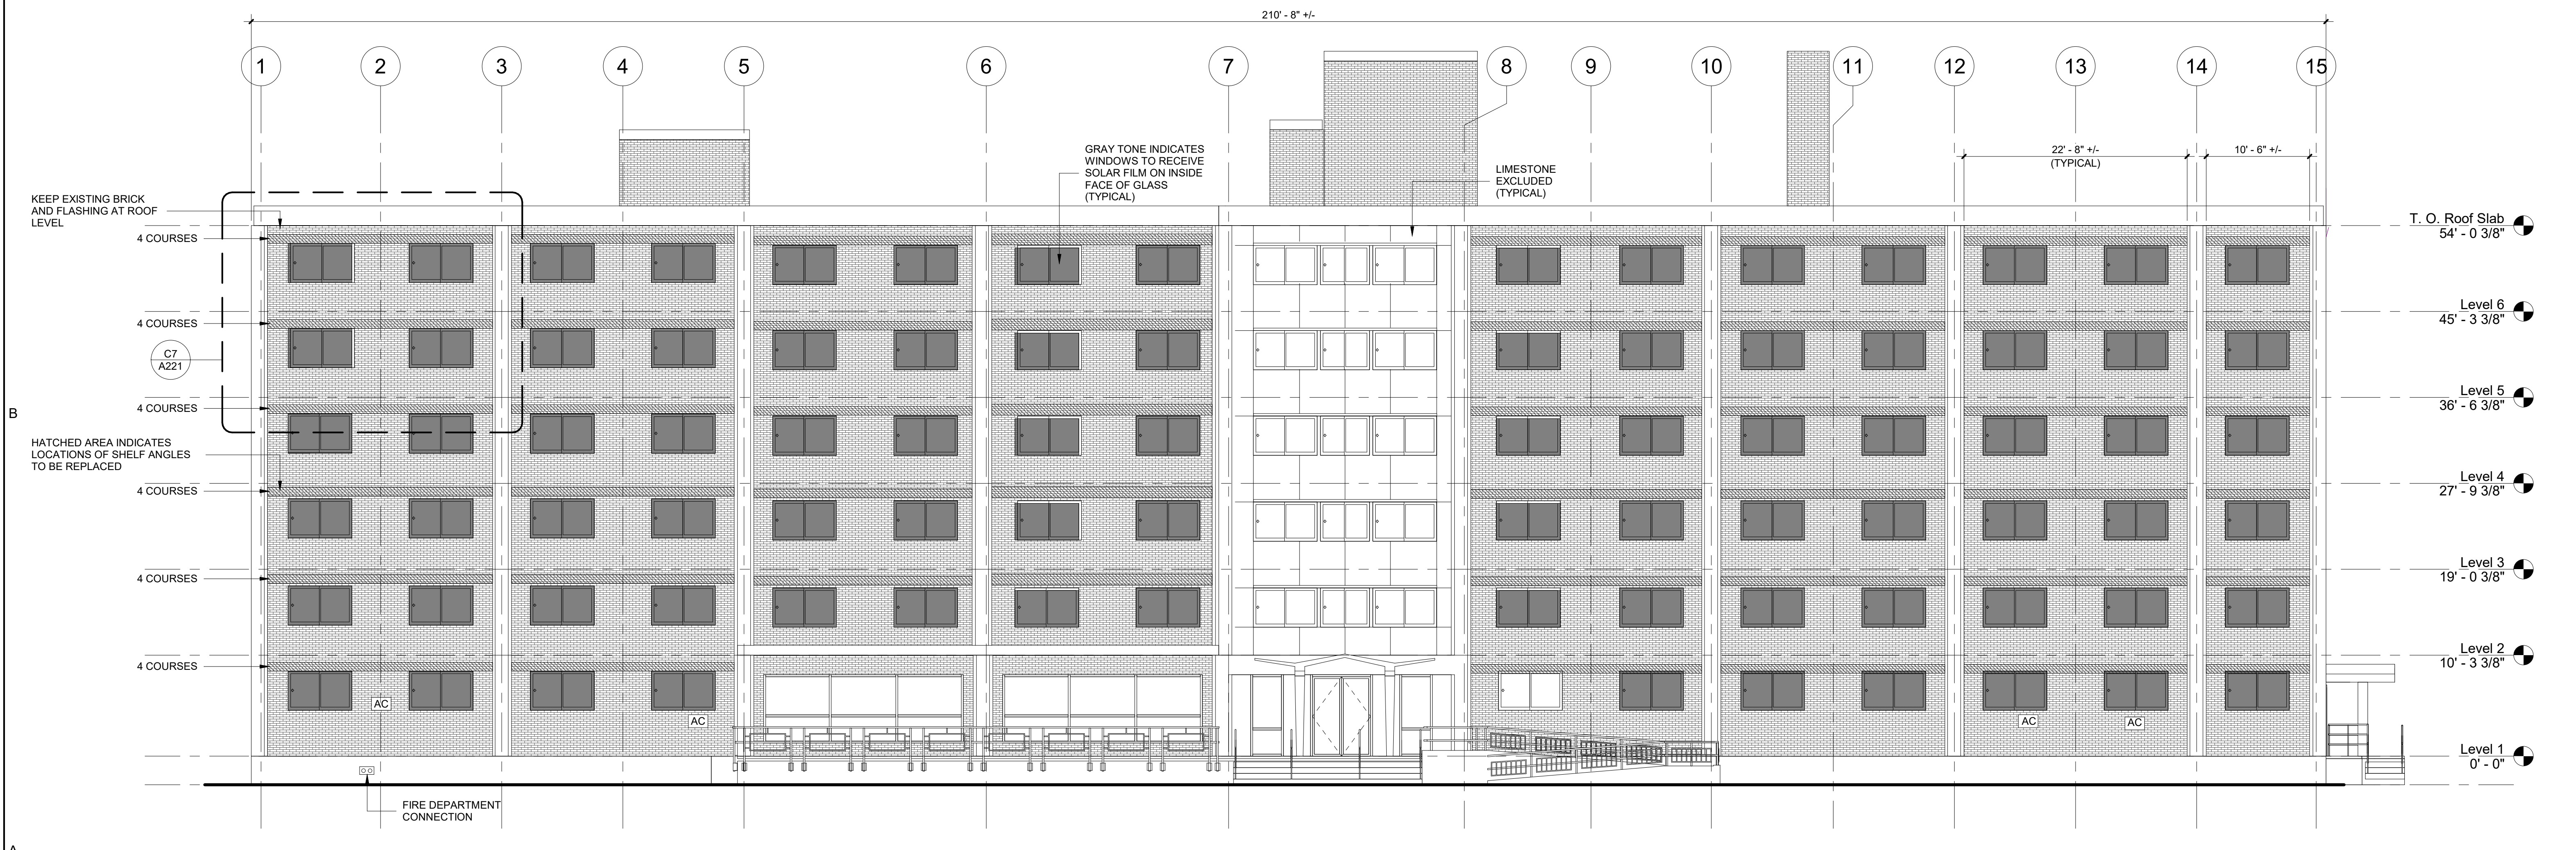 210' - 8" +/-
1
2
3
4
5
6
7
8
9
10
11
12
13
14
15
22' - 8" +/-
(TYPICAL)
10' - 6" +/-
GRAY TONE INDICATES
WINDOWS TO RECEIVE
SOLAR FILM ON INSIDE
FACE OF GLASS
(TYPICAL)
LIMESTONE
EXCLUDED
(TYPICAL)
KEEP EXISTING BRICK
AND FLASHING AT ROOF
LEVEL
4 COURSES
T. O. Roof Slab
54' - 0 3/8"
4 COURSES
Level 6
45' - 3 3/8"
C7
A221
Level 5
36' - 6 3/8"
4 COURSES
B
HATCHED AREA INDICATES
LOCATIONS OF SHELF ANGLES
TO BE REPLACED
4 COURSES
Level 4
27' - 9 3/8"
4 COURSES
Level 3
19' - 0 3/8"
4 COURSES
Level 2
10' - 3 3/8"
AC
AC
AC
AC
Level 1
0' - 0"
FIRE DEPARTMENT
CONNECTION
A